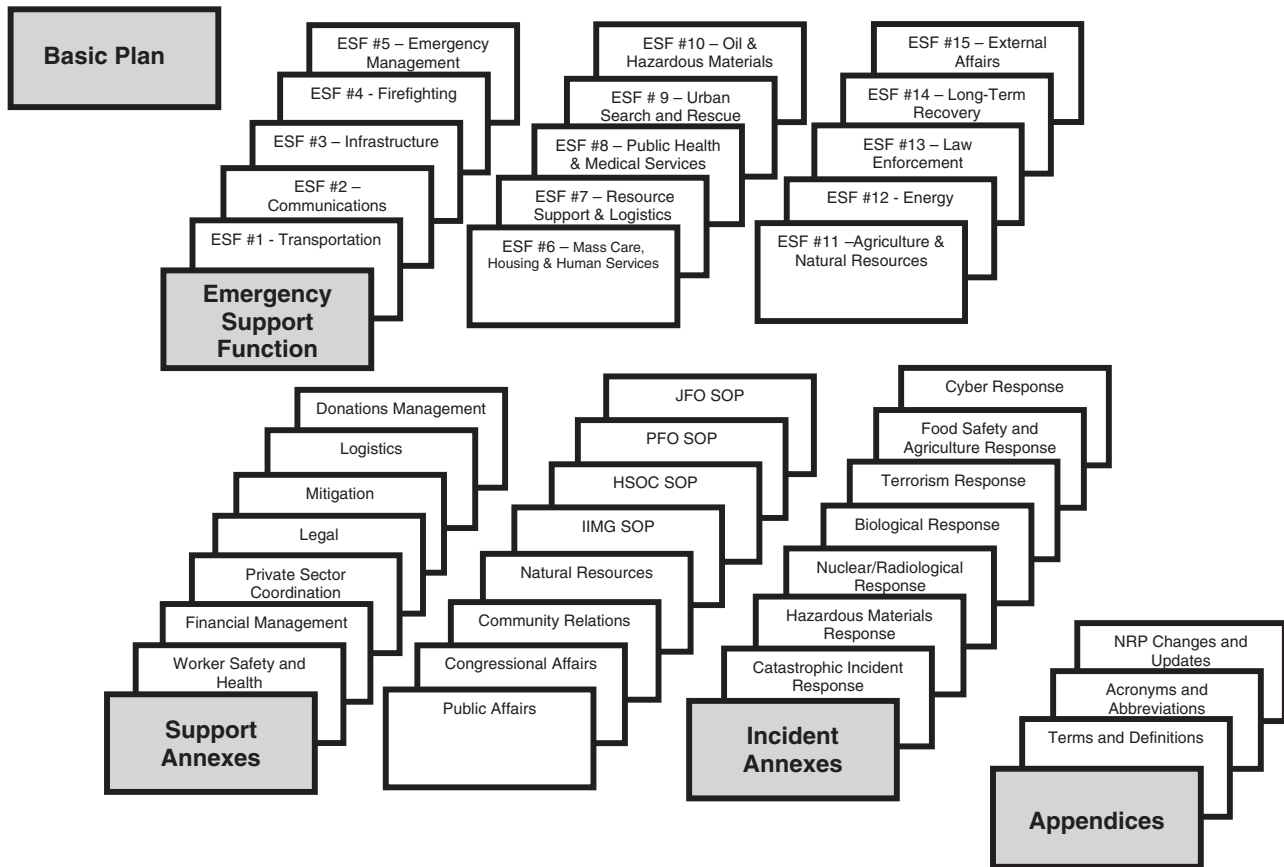 Basic Plan
ESF #5 – Emergency
Management
ESF #4 - Firefighting
ESF #3 – Infrastructure
ESF #2 –
Communications
ESF #1 - Transportation
Emergency
Support
Function
ESF #10 – Oil &
Hazardous Materials
ESF # 9 – Urban
Search and Rescue
ESF #8 – Public Health
& Medical Services
ESF #7 – Resource
Support & Logistics
ESF #6 – Mass Care,
Housing & Human Services
ESF #15 – External
Affairs
ESF #14 – Long-Term
Recovery
ESF #13 – Law
Enforcement
ESF #12 - Energy
ESF #11 –Agriculture &
Natural Resources
Donations Management
Logistics
Mitigation
Legal
Private Sector
Coordination
Financial Management
Worker Safety and
Health
Support
Annexes
JFO SOP
PFO SOP
HSOC SOP
IIMG SOP
Natural Resources
Community Relations
Congressional Affairs
Public Affairs
Cyber Response
Food Safety and
Agriculture Response
Terrorism Response
Biological Response
Nuclear/Radiological
Response
Hazardous Materials
Response
Catastrophic Incident
Response
Incident
Annexes
NRP Changes and
Updates
Acronyms and
Abbreviations
Terms and Definitions
Appendices